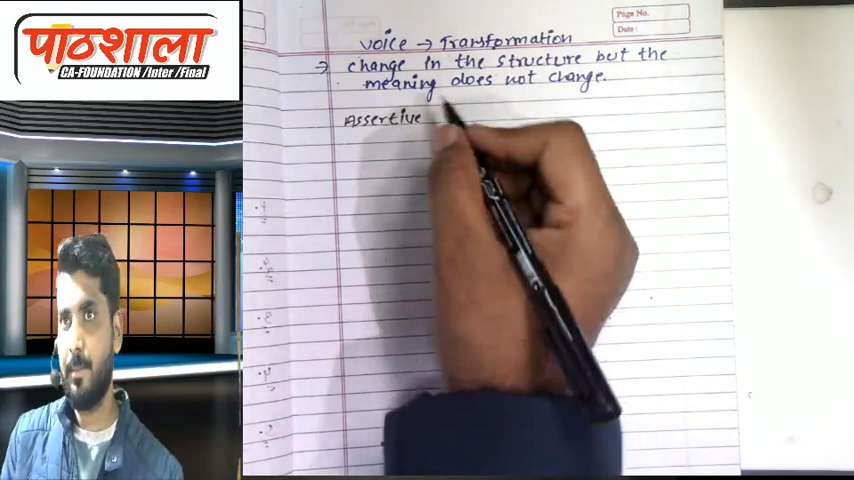 पाठशाला
CA-FOUNDATION/Inter/Final
Page No.
Date:
voice → Transformation
⇒ change in the structure but the
meaning does not change.
Assertive